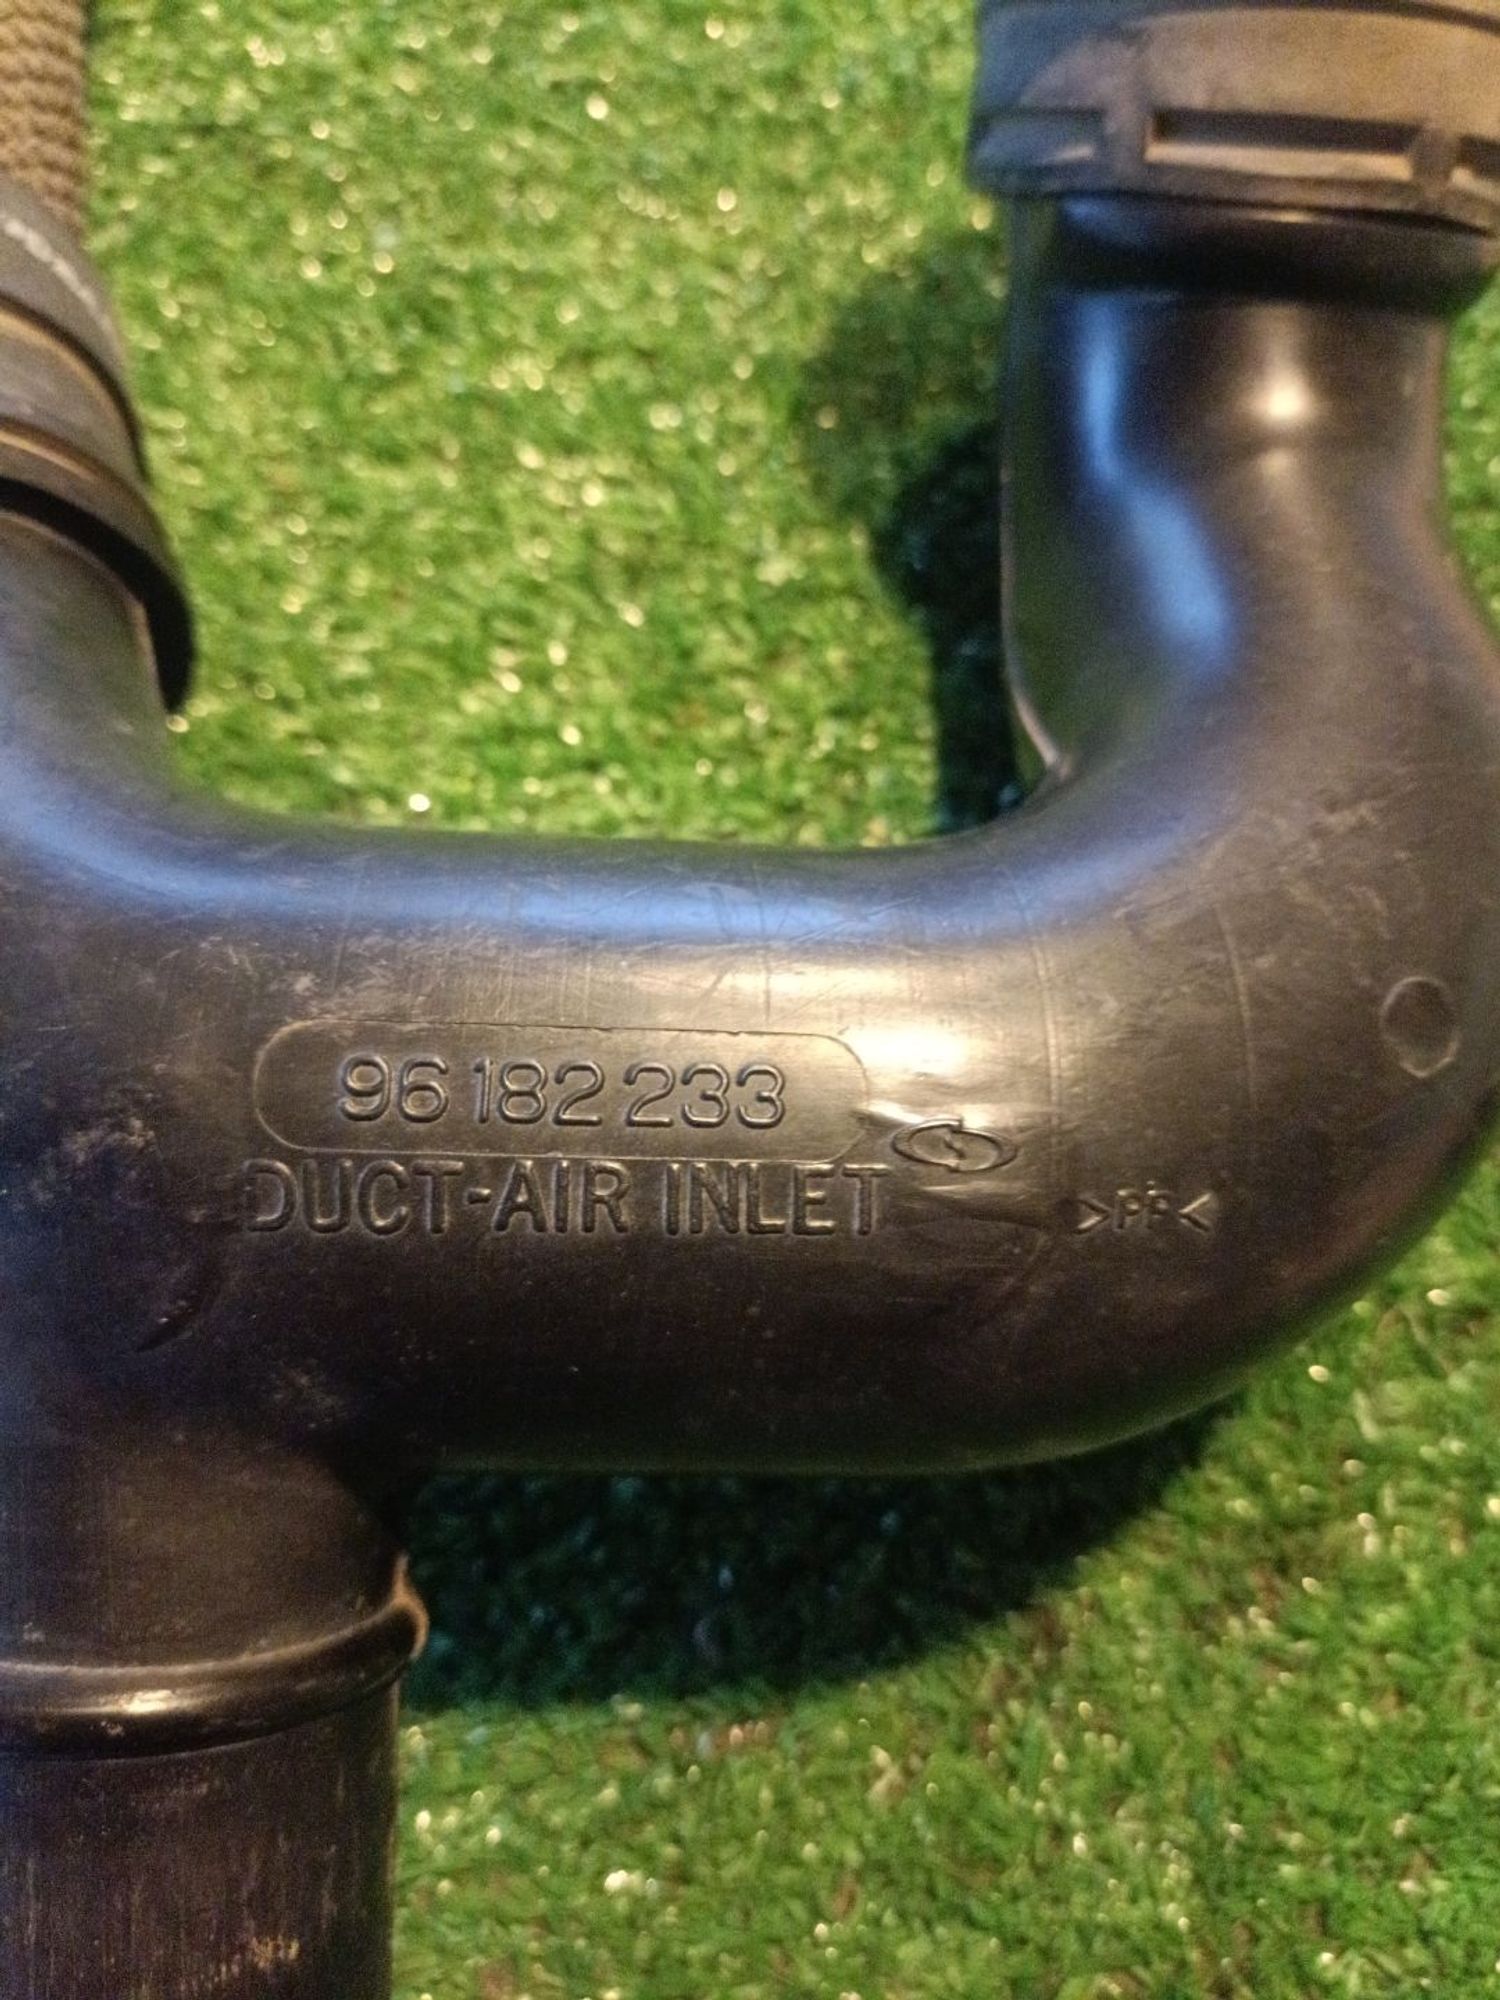 96 182 233
DUCT-AIR INLET
>PP<